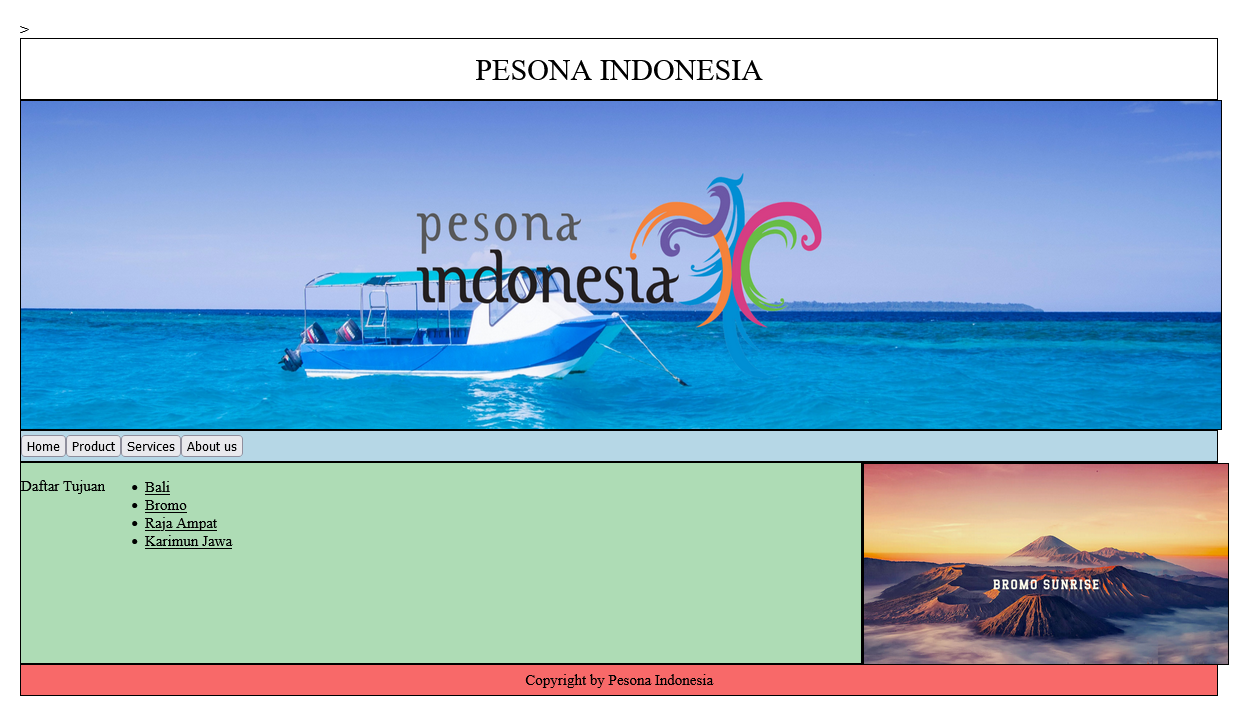 >
PESONA INDONESIA
pesona
indonesia
Home Product Services About us
Daftar Tujuan
Bali
Bromo
Raja Ampat
Karimun Jawa
BROMO SUNRISE
Copyright by Pesona Indonesia